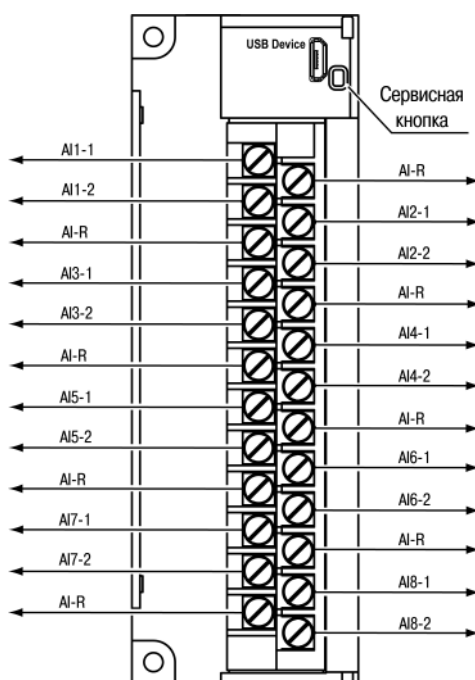 USB Device
Сервисная
кнопка
AI1-1
AI-R
AI1-2
AI2-1
AI-R
AI2-2
AI3-1
AI-R
AI3-2
AI4-1
AI-R
AI4-2
AI5-1
AI-R
AI5-2
AI6-1
AI-R
AI6-2
AI7-1
AI-R
AI7-2
AI8-1
AI-R
AI8-2